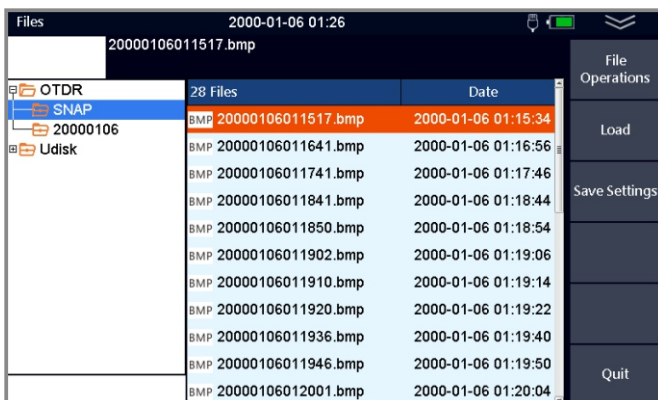 Files 2000-01-06 01:26
20000106011517.bmp
File
Operations
OTDR
SNAP
20000106
Udisk
28 Files Date
BMP 20000106011517.bmp 2000-01-06 01:15:34
BMP 20000106011641.bmp 2000-01-06 01:16:56
BMP 20000106011741.bmp 2000-01-06 01:17:46
BMP 20000106011841.bmp 2000-01-06 01:18:44
BMP 20000106011850.bmp 2000-01-06 01:18:54
BMP 20000106011902.bmp 2000-01-06 01:19:06
BMP 20000106011910.bmp 2000-01-06 01:19:14
BMP 20000106011920.bmp 2000-01-06 01:19:22
BMP 20000106011936.bmp 2000-01-06 01:19:40
BMP 20000106011946.bmp 2000-01-06 01:19:50
BMP 20000106012001.bmp 2000-01-06 01:20:04
Load
Save Settings
Quit